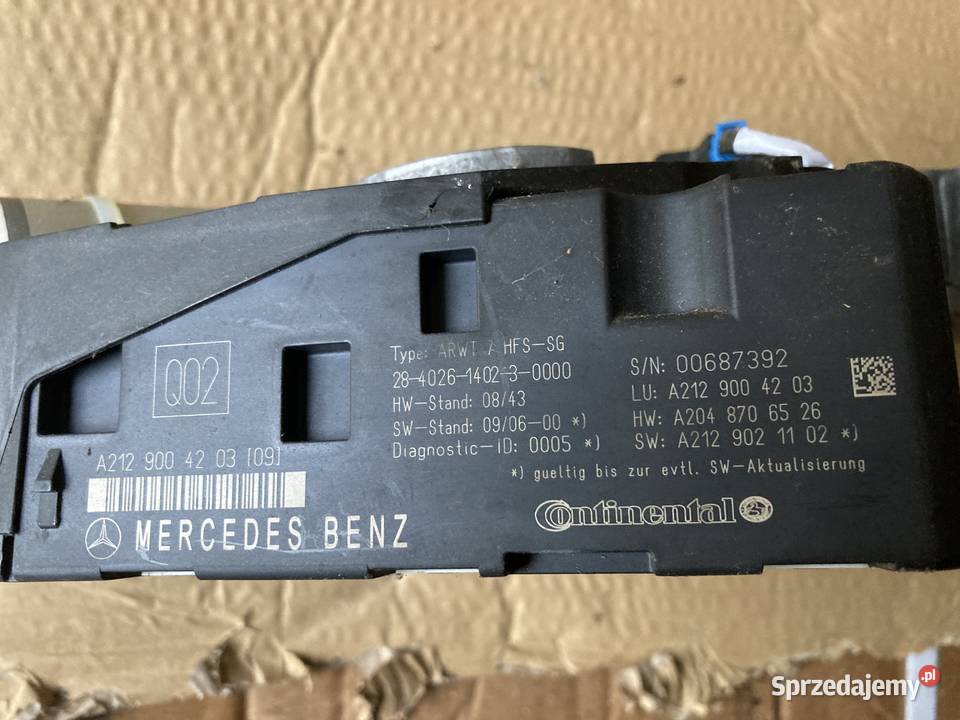 Q02
A212 900 42 03 [09]
MERCEDES BENZ
Type: ARWT A HFS-SG
28-4026-1402-3-0000
HW-Stand: 08/43
SW-Stand: 09/06-00 *)
Diagnostic-ID: 0005 *)
S/N: 00687392
LU: A212 900 42 03
HW: A204 870 65 26
SW: A212 902 11 02 *)
*) gueltig bis zur evtl. SW-Aktualisierung
Continental
Sprzedajemy.pl